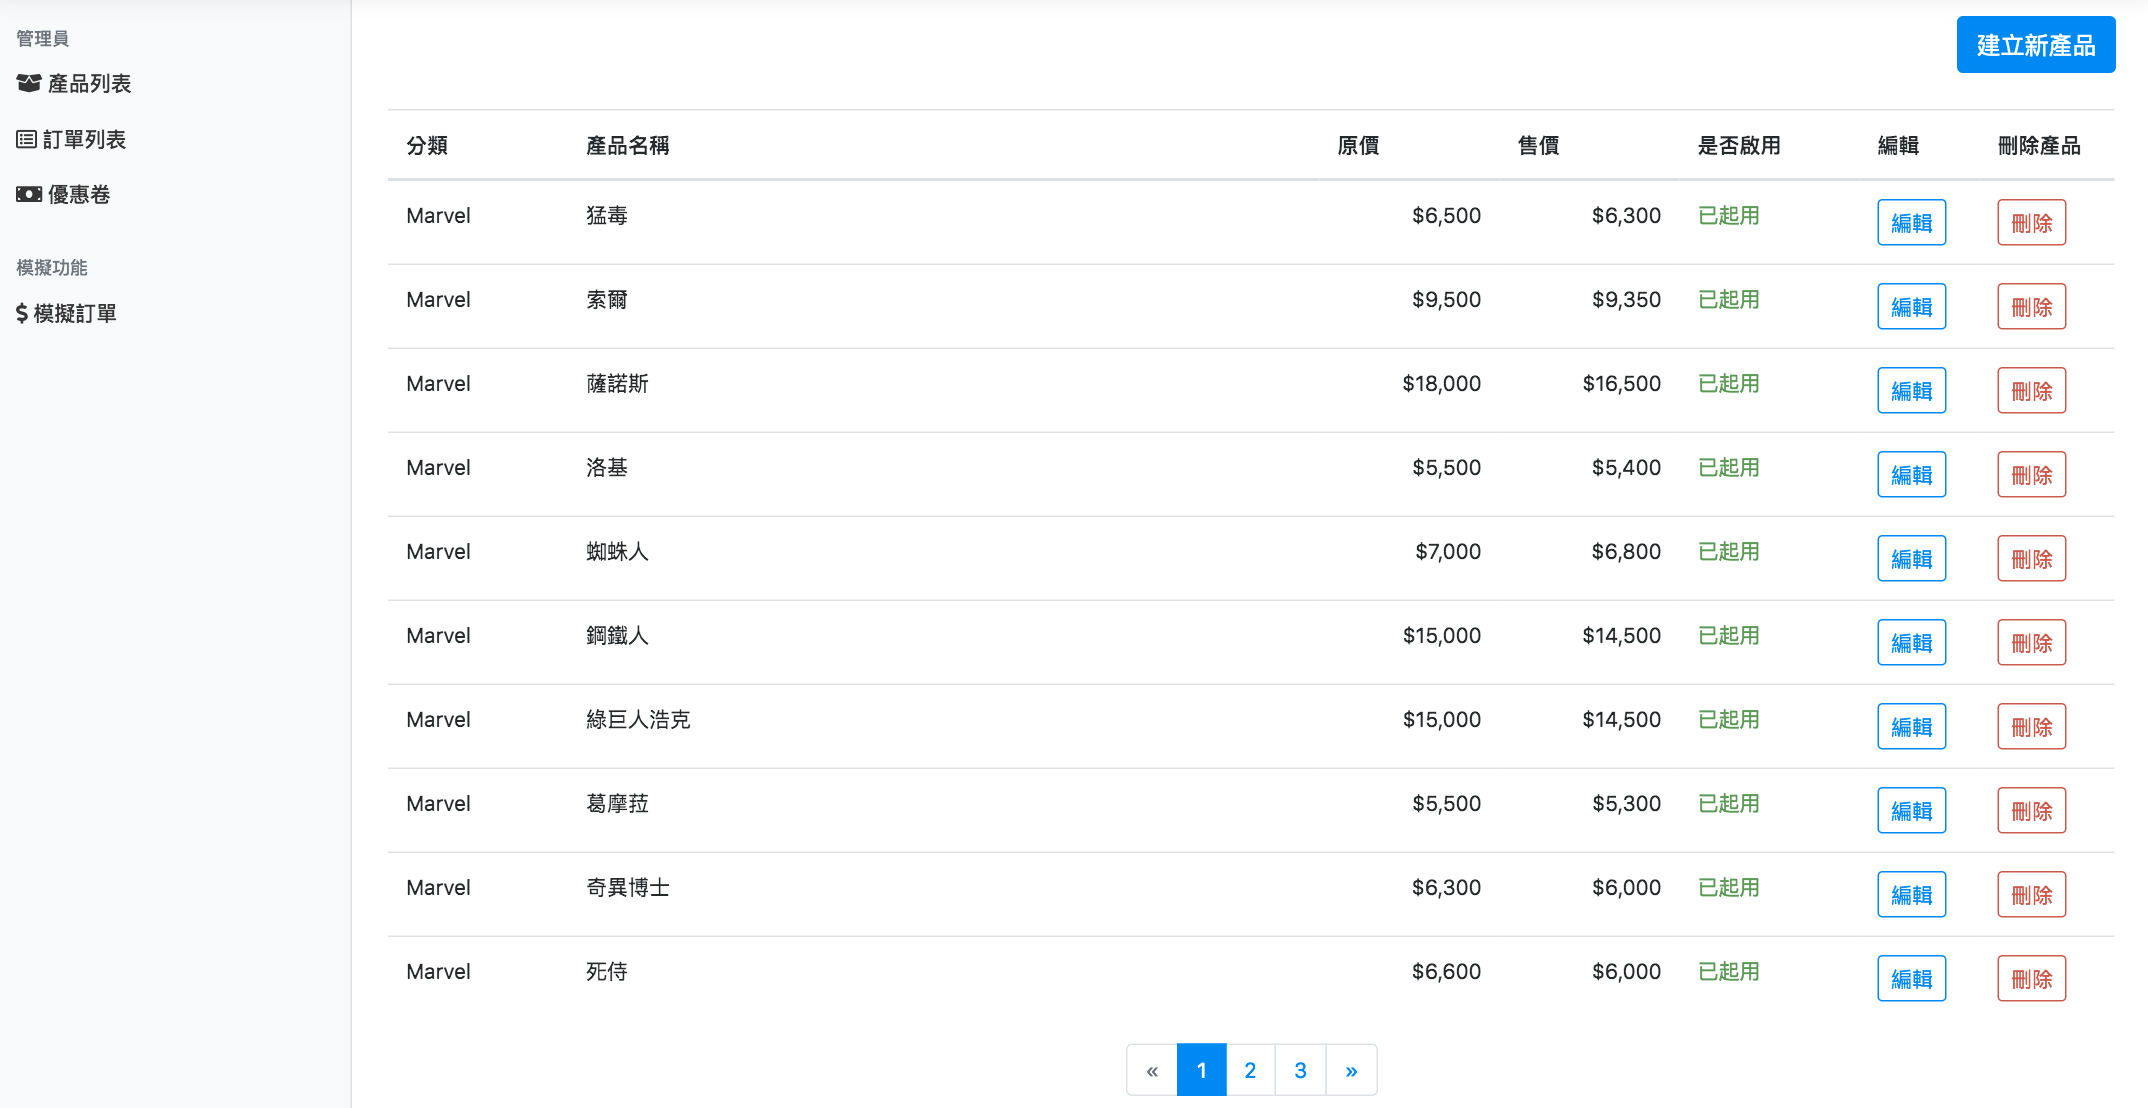 管理員
產品列表
訂單列表
優惠卷
模擬功能
模擬訂單
建立新產品
分類 產品名稱 原價 售價 是否啟用 編輯 刪除產品
Marvel 猛毒 $6,500 $6,300 已起用 編輯 刪除
Marvel 索爾 $9,500 $9,350 已起用 編輯 刪除
Marvel 薩諾斯 $18,000 $16,500 已起用 編輯 刪除
Marvel 洛基 $5,500 $5,400 已起用 編輯 刪除
Marvel 蜘蛛人 $7,000 $6,800 已起用 編輯 刪除
Marvel 鋼鐵人 $15,000 $14,500 已起用 編輯 刪除
Marvel 綠巨人浩克 $15,000 $14,500 已起用 編輯 刪除
Marvel 葛摩菈 $5,500 $5,300 已起用 編輯 刪除
Marvel 奇異博士 $6,300 $6,000 已起用 編輯 刪除
Marvel 死侍 $6,600 $6,000 已起用 編輯 刪除
« 1 2 3 »